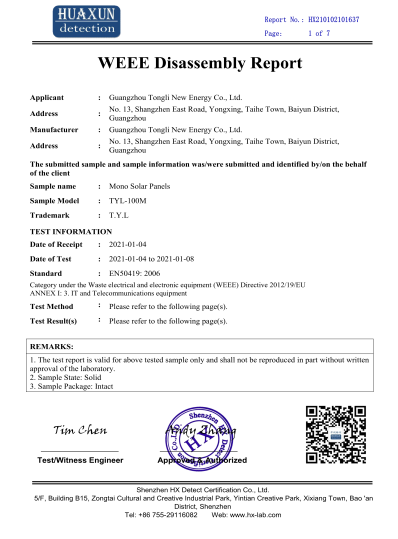 HUAXUN
detection
Report No.: HX210102101637
Page: 1 of 7
WEEE Disassembly Report
Applicant : Guangzhou Tongli New Energy Co., Ltd.
Address : No. 13, Shangzhen East Road, Yongxing, Taihe Town, Baiyun District,
Guangzhou
Manufacturer : Guangzhou Tongli New Energy Co., Ltd.
Address : No. 13, Shangzhen East Road, Yongxing, Taihe Town, Baiyun District,
Guangzhou
The submitted sample and sample information was/were submitted and identified by/on the behalf
of the client
Sample name : Mono Solar Panels
Sample Model : TYL-100M
Trademark : T.Y.L
TEST INFORMATION
Date of Receipt : 2021-01-04
Date of Test : 2021-01-04 to 2021-01-08
Standard : EN50419: 2006
Category under the Waste electrical and electronic equipment (WEEE) Directive 2012/19/EU
ANNEX I: 3. IT and Telecommunications equipment
Test Method : Please refer to the following page(s).
Test Result(s) : Please refer to the following page(s).
REMARKS:
1. The test report is valid for above tested sample only and shall not be reproduced in part without written
approval of the laboratory.
2. Sample State: Solid
3. Sample Package: Intact
Tim Chen
Andy Zhang
Shenzhen
HX
Co.,Ltd.
Test/Witness Engineer
Approved & Authorized
Shenzhen HX Detect Certification Co., Ltd.
5/F, Building B15, Zongtai Cultural and Creative Industrial Park, Yintian Creative Park, Xixiang Town, Bao 'an
District, Shenzhen
Tel: +86 755-29116082 Web: www.hx-lab.com